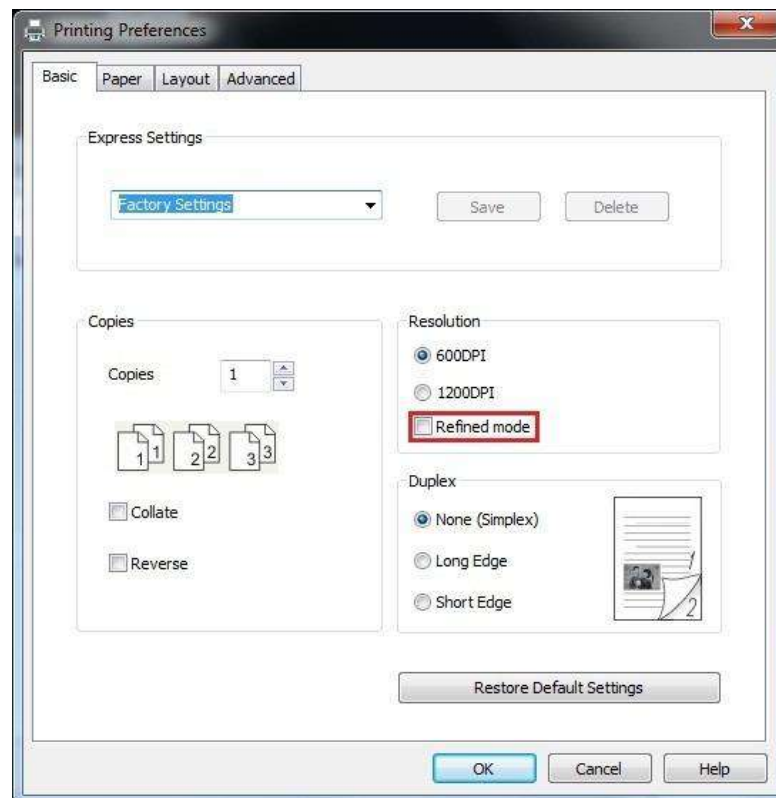 Printing Preferences
Basic Paper Layout Advanced
Express Settings
Factory Settings Save Delete
Copies
Copies 1
1 1 2 2 3 3
Collate
Reverse
Resolution
600DPI
1200DPI
Refined mode
Duplex
None (Simplex)
Long Edge
Short Edge
1
2
Restore Default Settings
OK Cancel Help